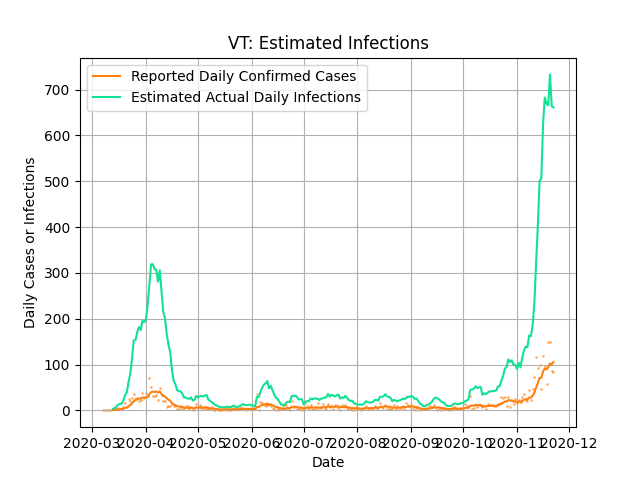 VT: Estimated Infections
Reported Daily Confirmed Cases
Estimated Actual Daily Infections
Daily Cases or Infections
700
600
500
400
300
200
100
0
2020-03 2020-04 2020-05 2020-06 2020-07 2020-08 2020-09 2020-10 2020-11 2020-12
Date